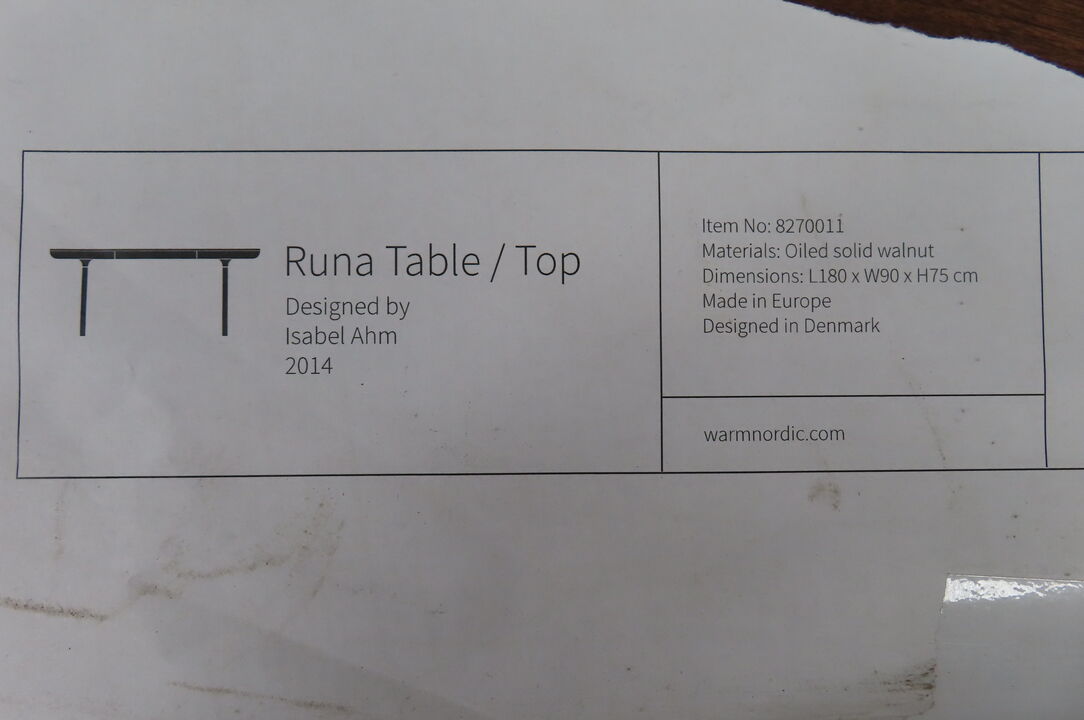 Runa Table / Top
Designed by
Isabel Ahm
2014
Item No: 8270011
Materials: Oiled solid walnut
Dimensions: L180 x W90 x H75 cm
Made in Europe
Designed in Denmark
warmnordic.com